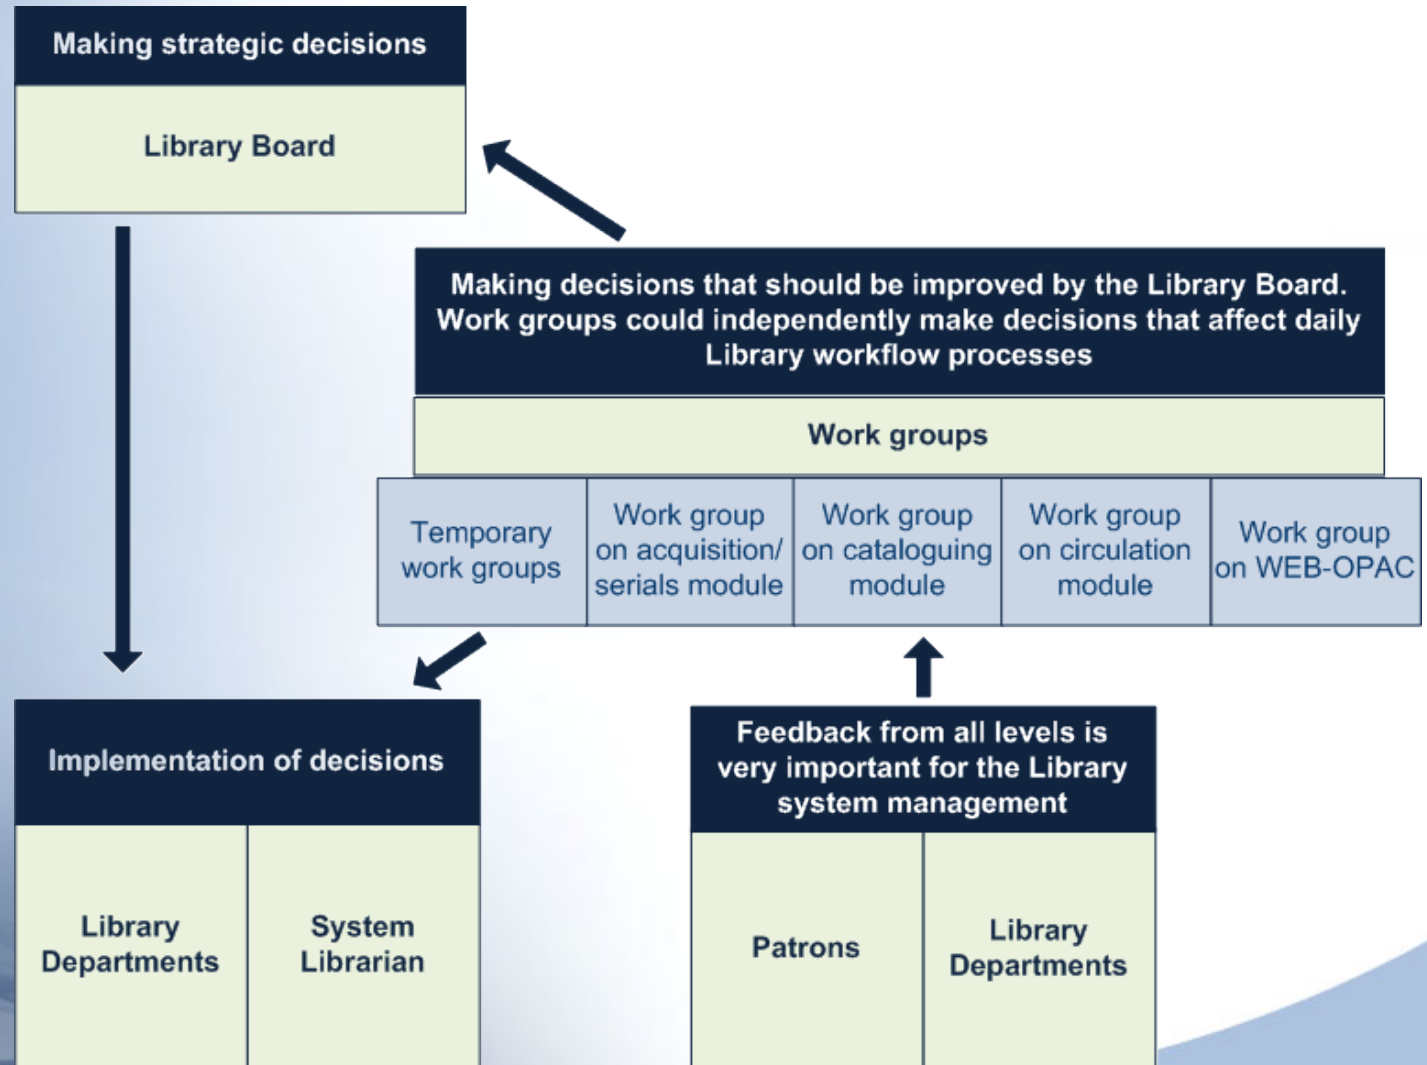 Making strategic decisions
Library Board
Making decisions that should be improved by the Library Board.
Work groups could independently make decisions that affect daily
Library workflow processes
Work groups
Temporary
work groups
Work group
on acquisition/
serials module
Work group
on cataloguing
module
Work group
on circulation
module
Work group
on WEB-OPAC
Implementation of decisions
Library
Departments
System
Librarian
Feedback from all levels is
very important for the Library
system management
Patrons
Library
Departments